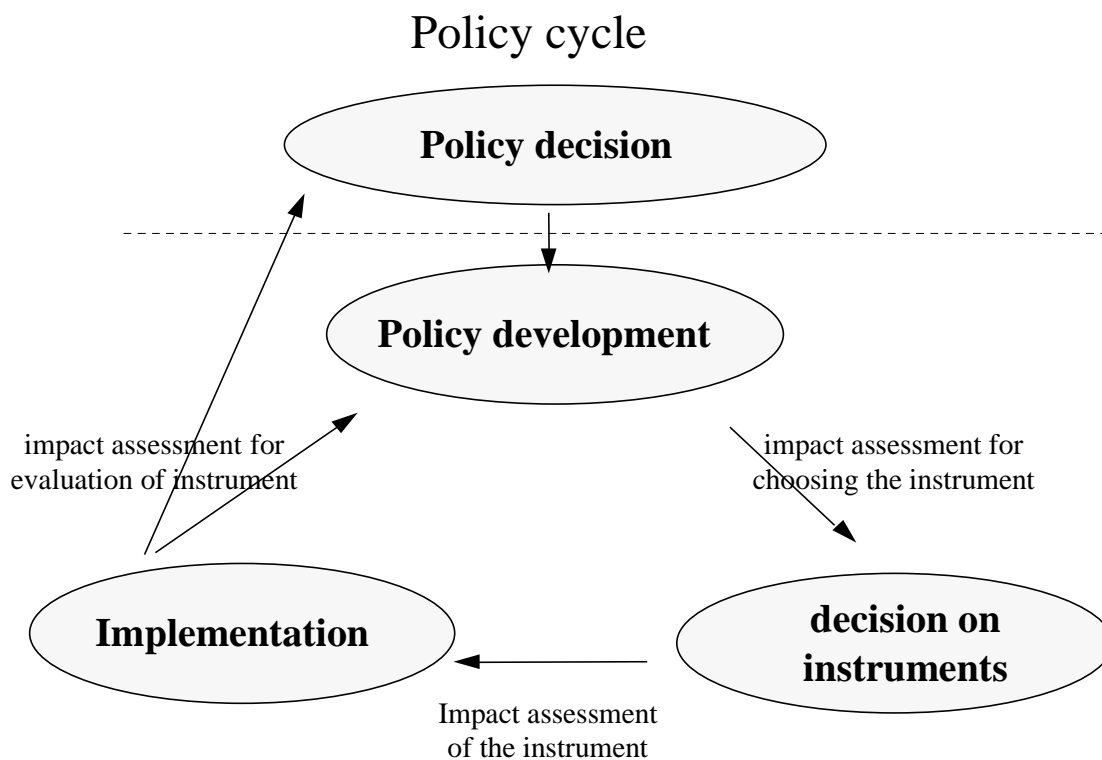 Policy cycle
Policy decision
Policy development
impact assessment for
evaluation of instrument
impact assessment for
choosing the instrument
Implementation
decision on
instruments
Impact assessment
of the instrument